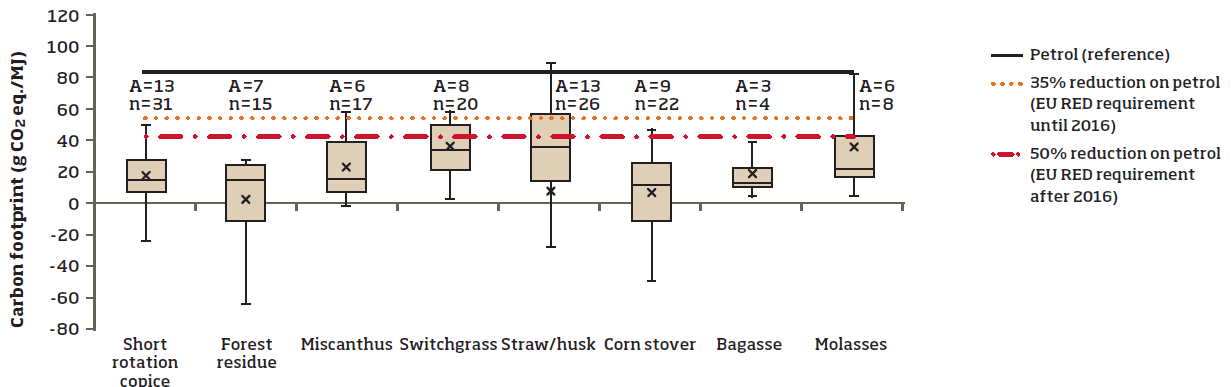 Carbon footprint (g CO2 eq./MJ)
120
100
80
60
40
20
0
-20
-40
-60
-80
A=13
n=31
A=7
n=15
A=6
n=17
A=8
n=20
A=13
n=26
A=9
n=22
A=3
n=4
A=6
n=8
Short
rotation
copice
Forest
residue
Miscanthus
Switchgrass
Straw/husk
Corn stover
Bagasse
Molasses
Petrol (reference)
35% reduction on petrol
(EU RED requirement
until 2016)
50% reduction on petrol
(EU RED requirement
after 2016)